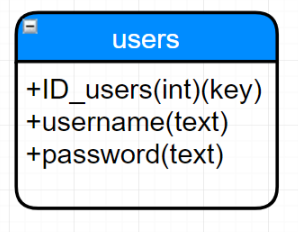 users
+ID_users(int)(key)
+username(text)
+password(text)